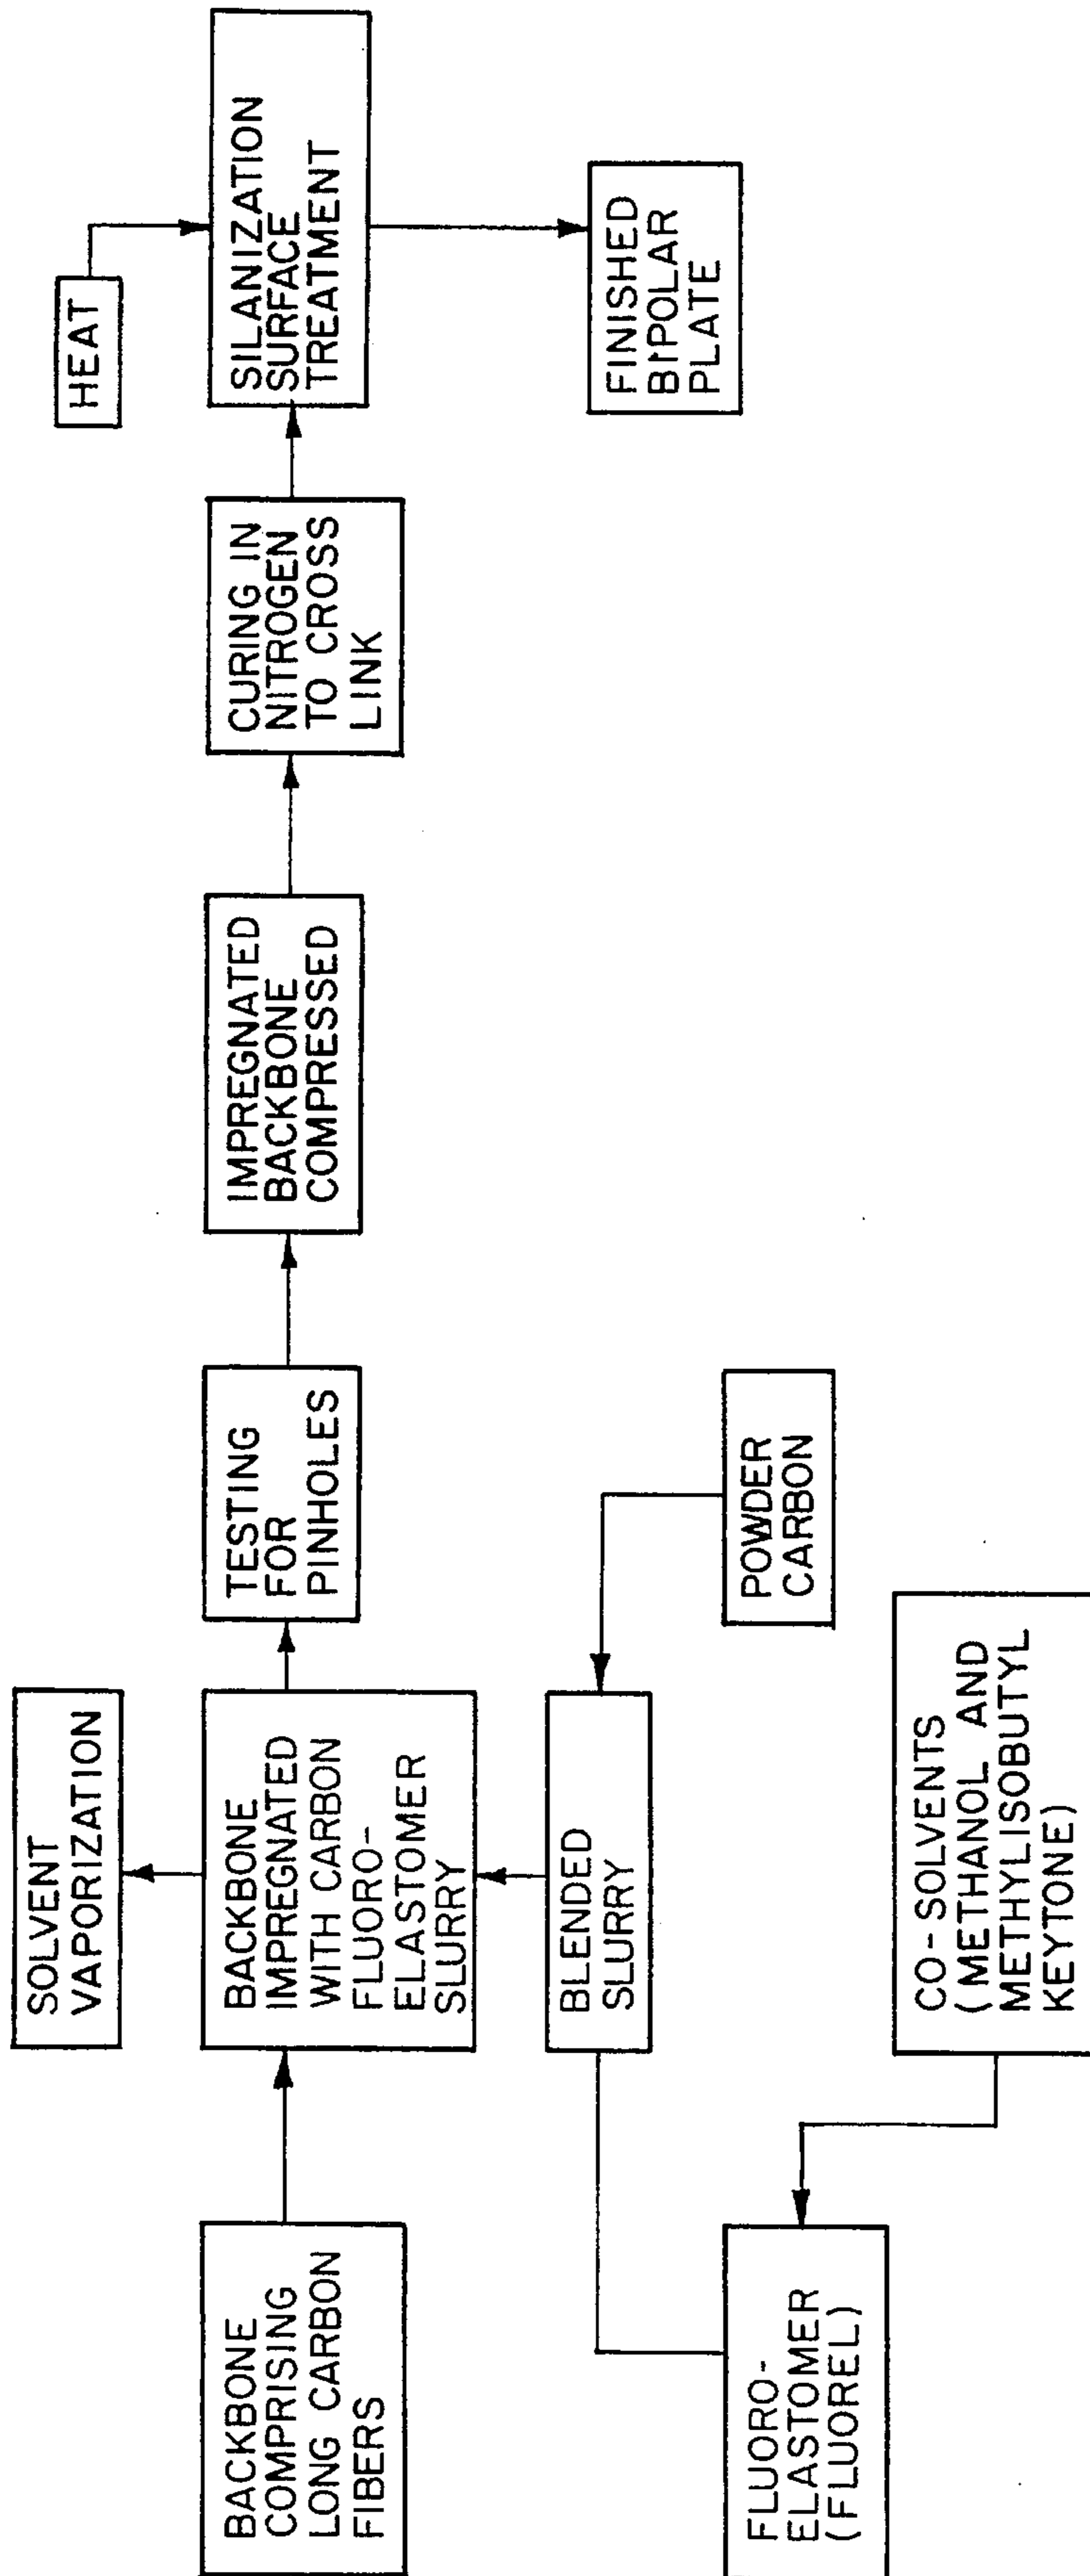 SOLVENT
VAPORIZATION
HEAT
BACKBONE
COMPRISING
LONG CARBON
FIBERS
BACKBONE
IMPREGNATED
WITH CARBON
FLUORO-
ELASTOMER
SLURRY
TESTING
FOR
PINHOLES
IMPREGNATED
BACKBONE
COMPRESSED
CURING IN
NITROGEN
TO CROSS
LINK
SILANIZATION
SURFACE
TREATMENT
BLENDED
SLURRY
FINISHED
BIPOLAR
PLATE
FLUORO-
ELASTOMER
(FLUOREL)
POWDER
CARBON
CO-SOLVENTS
(METHANOL AND
METHYLISOBUTYL
KEYTONE)